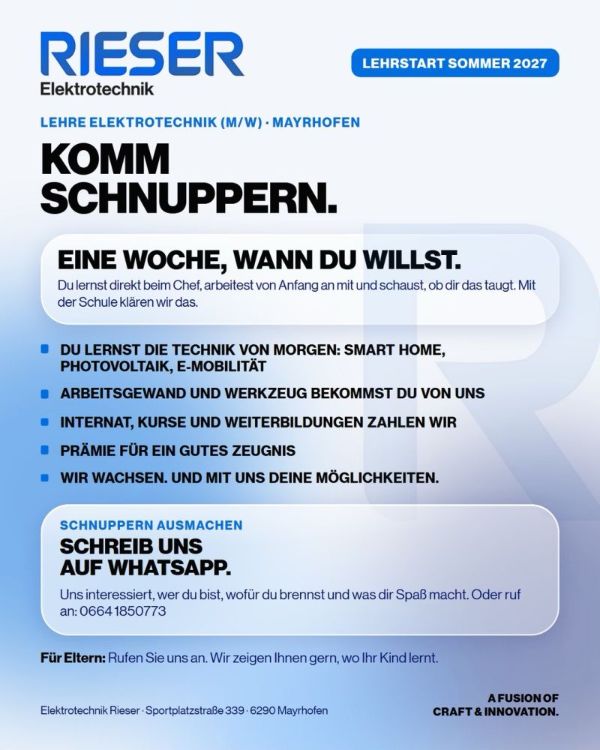 RIESER
Elektrotechnik
LEHRSTART SOMMER 2027
LEHRE ELEKTROTECHNIK (M/W) · MAYRHOFEN
KOMM
SCHNUPPERN.
EINE WOCHE, WANN DU WILLST.
Du lernst direkt beim Chef, arbeitest von Anfang an mit und schaust, ob dir das taugt. Mit
der Schule klären wir das.
DU LERNST DIE TECHNIK VON MORGEN: SMART HOME,
PHOTOVOLTAIK, E-MOBILITÄT
ARBEITSGEWAND UND WERKZEUG BEKOMMST DU VON UNS
INTERNAT, KURSE UND WEITERBILDUNGEN ZAHLEN WIR
PRÄMIE FÜR EIN GUTES ZEUGNIS
WIR WACHSEN. UND MIT UNS DEINE MÖGLICHKEITEN.
SCHNUPPERN AUSMACHEN
SCHREIB UNS
AUF WHATSAPP.
Uns interessiert, wer du bist, wofür du brennst und was dir Spaß macht. Oder ruf
an: 0664 1850773
Für Eltern: Rufen Sie uns an. Wir zeigen Ihnen gern, wo Ihr Kind lernt.
Elektrotechnik Rieser · Sportplatzstraße 339 · 6290 Mayrhofen
A FUSION OF
CRAFT & INNOVATION.